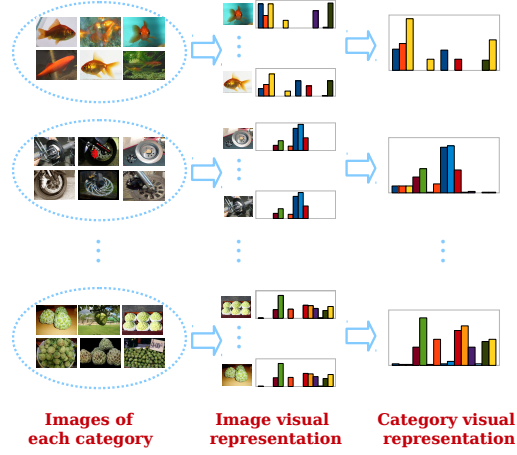 Images of
each category
Image visual
representation
Category visual
representation